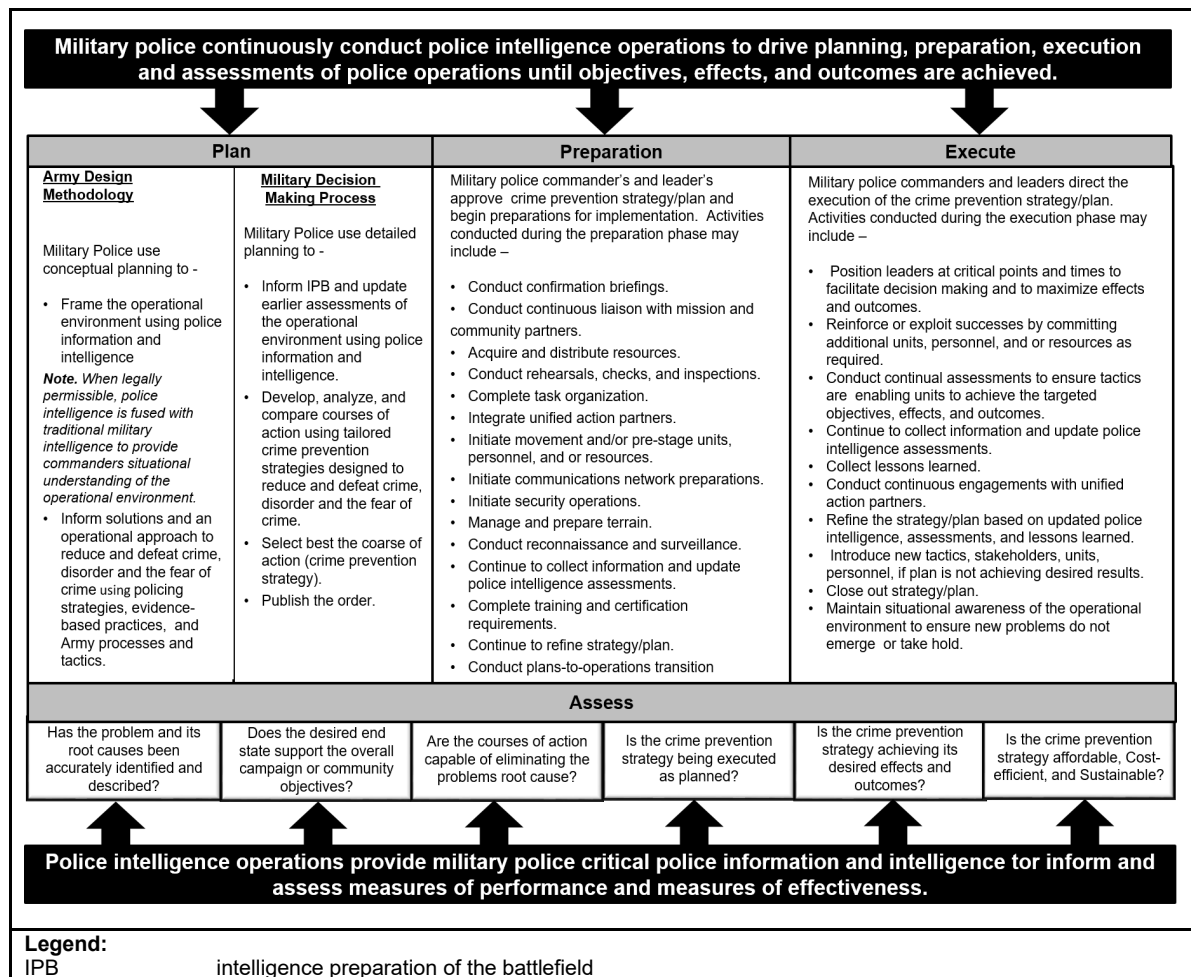 Military police continuously conduct police intelligence operations to drive planning, preparation, execution
and assessments of police operations until objectives, effects, and outcomes are achieved.
Plan
Preparation
Execute
Army Design
Methodology
Military Police use
conceptual planning to -
• Frame the operational
environment using police
information and
intelligence
Note. When legally
permissible, police
intelligence is fused with
traditional military
intelligence to provide
commanders situational
understanding of the
operational environment.
• Inform solutions and an
operational approach to
reduce and defeat crime,
disorder and the fear of
crime using policing
strategies, evidence-
based practices, and
Army processes and
tactics.
Military Decision
Making Process
Military Police use detailed
planning to -
• Inform IPB and update
earlier assessments of
the operational
environment using police
information and
intelligence.
• Develop, analyze, and
compare courses of
action using tailored
crime prevention
strategies designed to
reduce and defeat crime,
disorder and the fear of
crime.
• Select best the coarse of
action (crime prevention
strategy).
• Publish the order.
Military police commander's and leader's
approve crime prevention strategy/plan and
begin preparations for implementation. Activities
conducted during the preparation phase may
include –
• Conduct confirmation briefings.
• Conduct continuous liaison with mission and
community partners.
• Acquire and distribute resources.
• Conduct rehearsals, checks, and inspections.
• Complete task organization.
• Integrate unified action partners.
• Initiate movement and/or pre-stage units,
personnel, and or resources.
• Initiate communications network preparations.
• Initiate security operations.
• Manage and prepare terrain.
• Conduct reconnaissance and surveillance.
• Continue to collect information and update
police intelligence assessments.
• Complete training and certification
requirements.
• Continue to refine strategy/plan.
• Conduct plans-to-operations transition
Military police commanders and leaders direct the
execution of the crime prevention strategy/plan.
Activities conducted during the execution phase may
include –
• Position leaders at critical points and times to
facilitate decision making and to maximize effects
and outcomes.
• Reinforce or exploit successes by committing
additional units, personnel, and or resources as
required.
• Conduct continual assessments to ensure tactics
are enabling units to achieve the targeted
objectives, effects, and outcomes.
• Continue to collect information and update police
intelligence assessments.
• Collect lessons learned.
• Conduct continuous engagements with unified
action partners.
• Refine the strategy/plan based on updated police
intelligence, assessments, and lessons learned.
• Introduce new tactics, stakeholders, units,
personnel, if plan is not achieving desired results.
• Close out strategy/plan.
• Maintain situational awareness of the operational
environment to ensure new problems do not
emerge or take hold.
Assess
Has the problem and its
root causes been
accurately identified and
described?
Does the desired end
state support the overall
campaign or community
objectives?
Are the courses of action
capable of eliminating the
problems root cause?
Is the crime prevention
strategy being executed
as planned?
Is the crime prevention
strategy achieving its
desired effects and
outcomes?
Is the crime prevention
strategy affordable, Cost-
efficient, and Sustainable?
Police intelligence operations provide military police critical police information and intelligence tor inform and
assess measures of performance and measures of effectiveness.
Legend:
IPB intelligence preparation of the battlefield